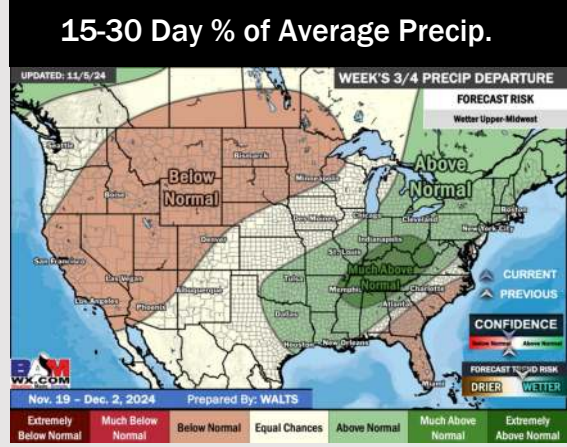 15-30 Day % of Average Precip.
UPDATED: 11/5/24
WEEK'S 3/4 PRECIP DEPARTURE
FORECAST RISK
Wetter Upper-Midwest
Seattle
Boise
Bismarck
Minneapolis
Below
Normal
Above
Normal
Boston
Des Moines
Chicago
Cleveland
New York City
Denver
Indianapolis
St. Louis
San Francisco
Las Vegas
Los Angeles
Phoenix
Albuquerque
Tulsa
Memphis
Much Above
Normal
Charlotte
Atlanta
Dallas
Houston
New Orleans
Miami
CURRENT
PREVIOUS
CONFIDENCE
Below Normal
Above Normal
FORECAST TREND RISK
DRIER
WETTER
BAM
WX.COM
Nov. 19 – Dec. 2, 2024
Prepared By: WALTS
Extremely
Below Normal
Much Below
Normal
Below Normal
Equal Chances
Above Normal
Much Above
Normal
Extremely
Above Normal